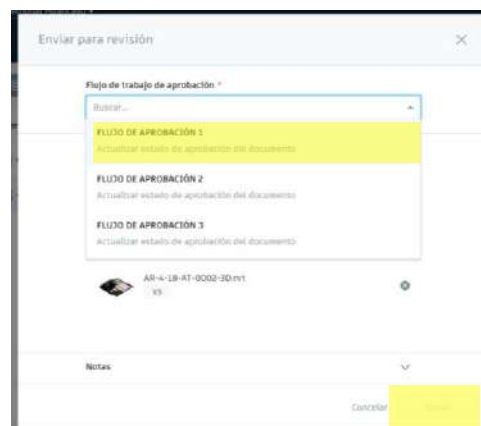 Enviar para revisión
Flujo de trabajo de aprobación *
Buscar...
FLUJO DE APROBACIÓN 1
Actualizar estado de aprobación del documento
FLUJO DE APROBACIÓN 2
Actualizar estado de aprobación del documento
FLUJO DE APROBACIÓN 3
Actualizar estado de aprobación del documento
AR-4-18-AT-0002-3D.rvt
V5
Notas
Cancelar